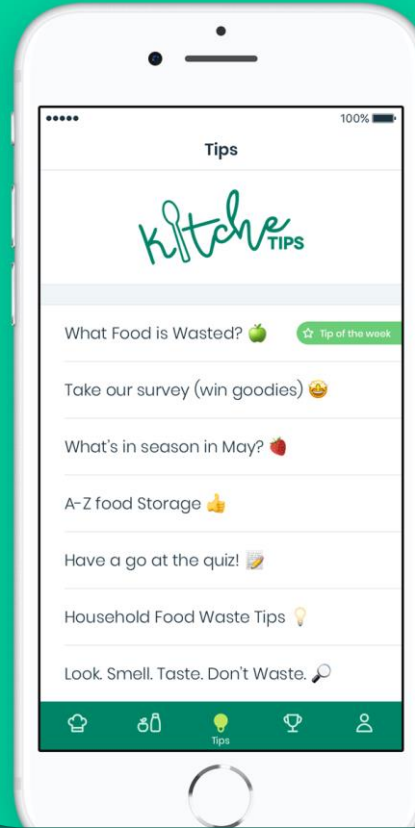 100%
Tips
Kitche
TIPS
What Food is Wasted? 🍏
Tip of the week
Take our survey (win goodies) 🤩
What's in season in May? 🍓
A-Z food Storage 👍
Have a go at the quiz! 📝
Household Food Waste Tips 💡
Look. Smell. Taste. Don't Waste. 🔎
Tips